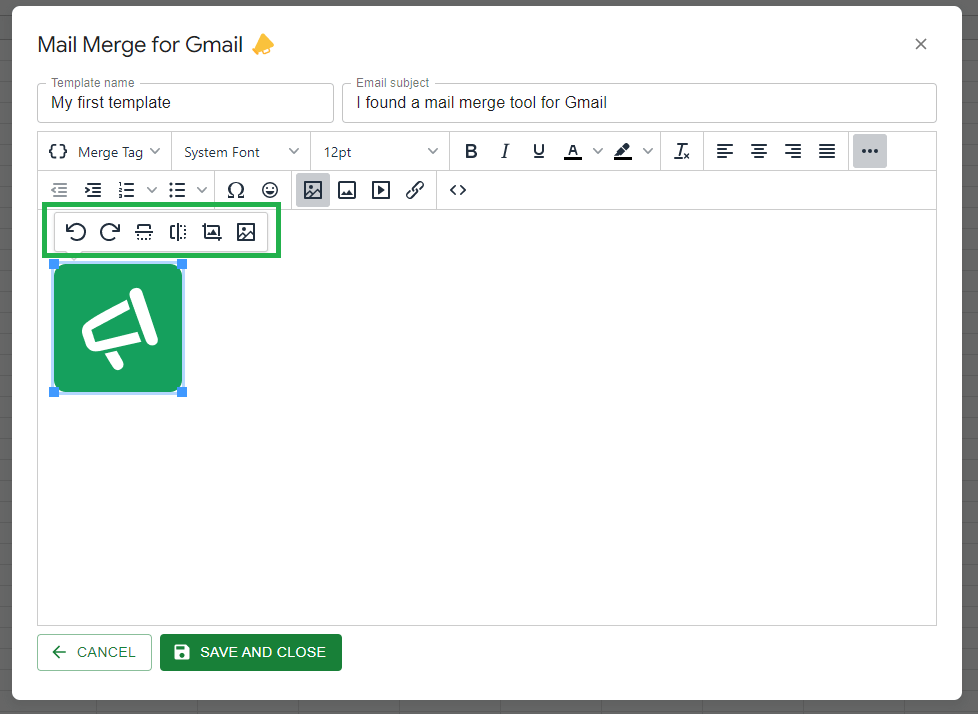 Mail Merge for Gmail
Template name
My first template
Email subject
I found a mail merge tool for Gmail
Merge Tag
System Font
12pt
B I U A
CANCEL
SAVE AND CLOSE